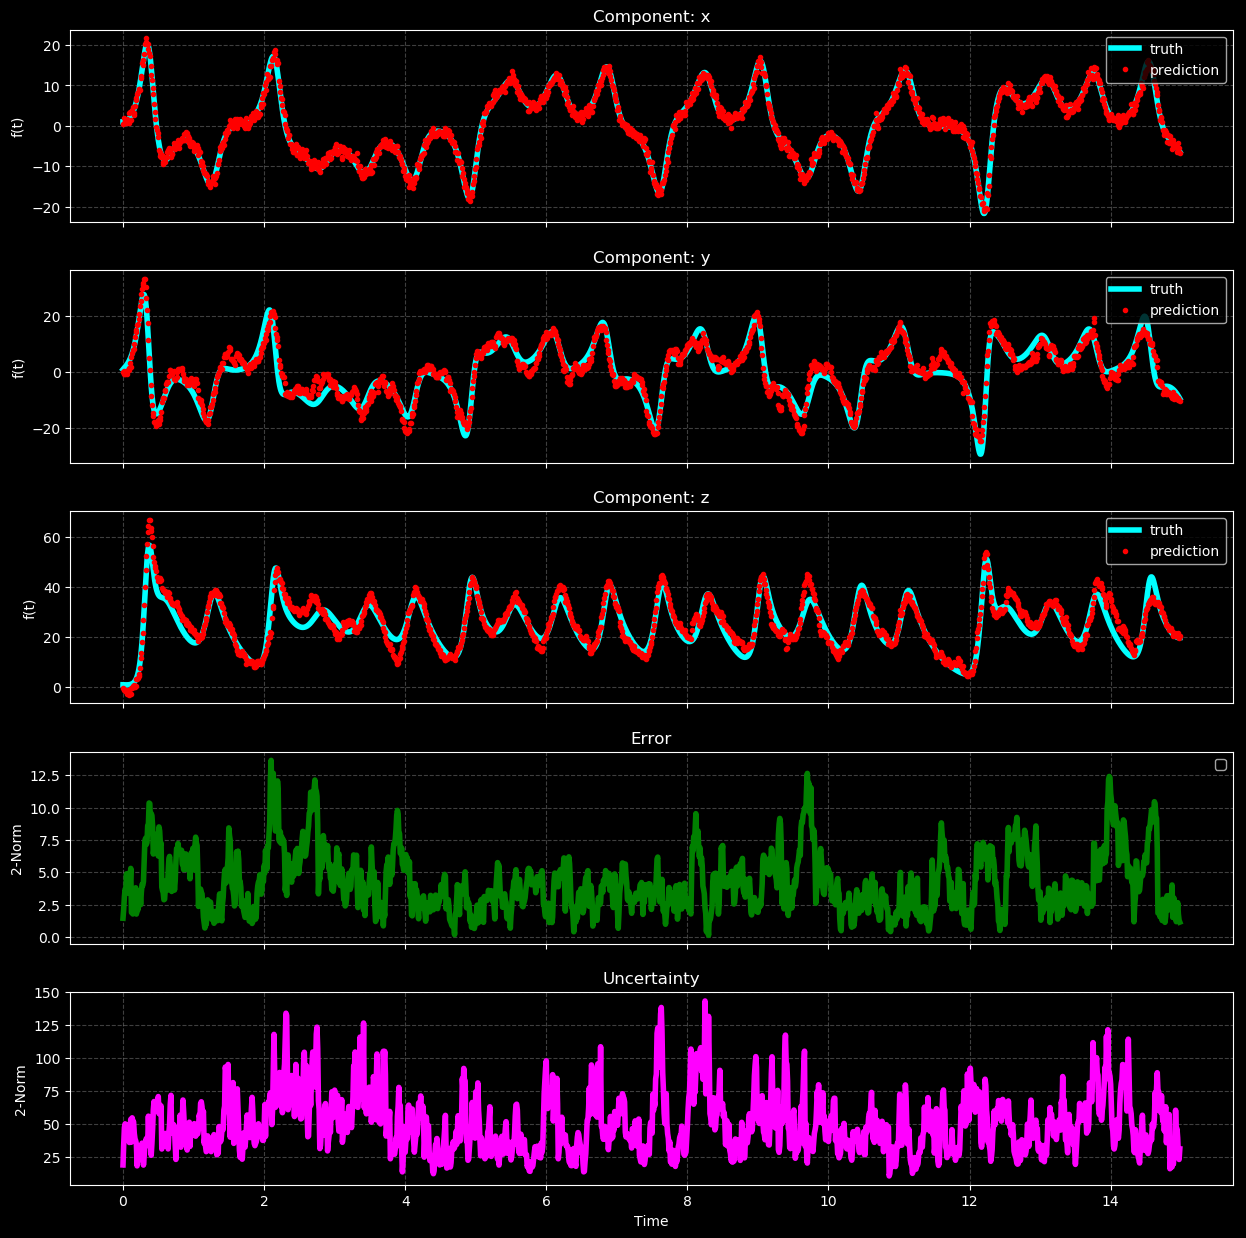 Component: x
f(t)
20
10
0
−10
−20
truth
prediction
Component: y
f(t)
20
0
−20
truth
prediction
Component: z
f(t)
60
40
20
0
truth
prediction
Error
2-Norm
12.5
10.0
7.5
5.0
2.5
0.0
Uncertainty
2-Norm
150
125
100
75
50
25
0 2 4 6 8 10 12 14
Time